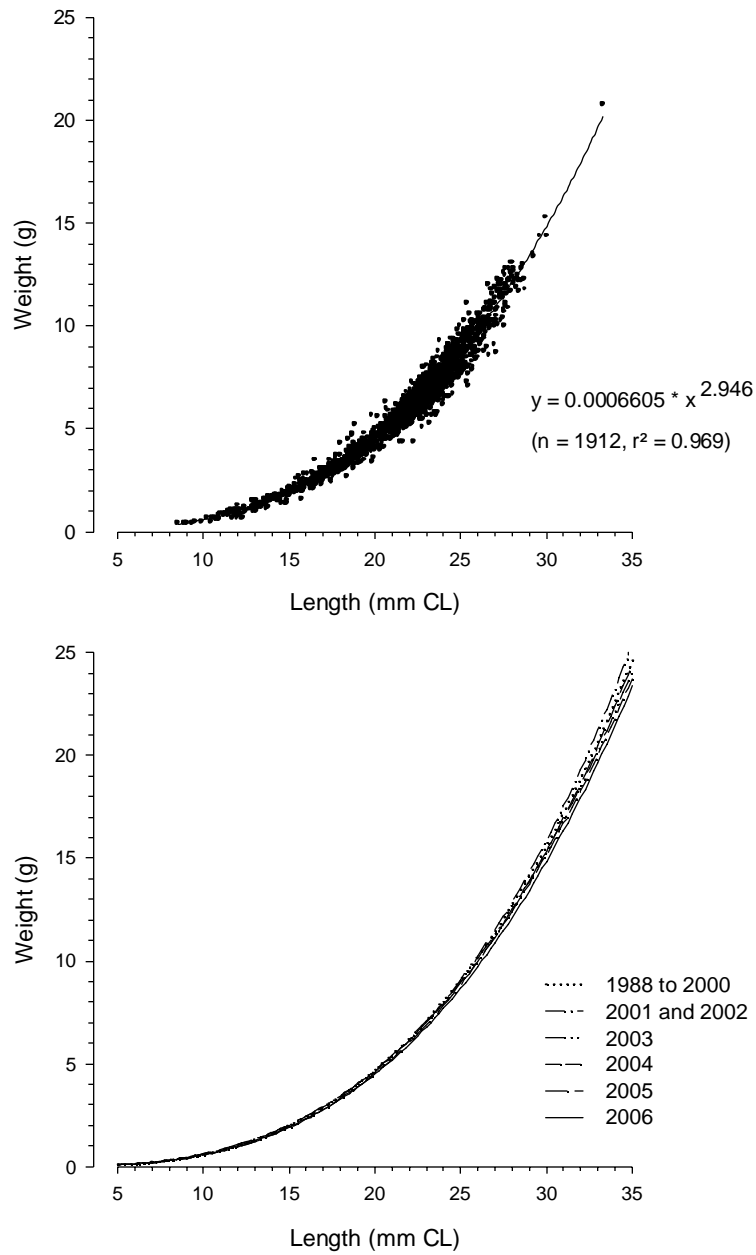 25
20
15
10
5
0
Weight (g)
y = 0.0006605 * x 2.946
(n = 1912, r² = 0.969)
5 10 15 20 25 30 35
Length (mm CL)
25
20
15
10
5
0
Weight (g)
1988 to 2000
2001 and 2002
2003
2004
2005
2006
5 10 15 20 25 30 35
Length (mm CL)